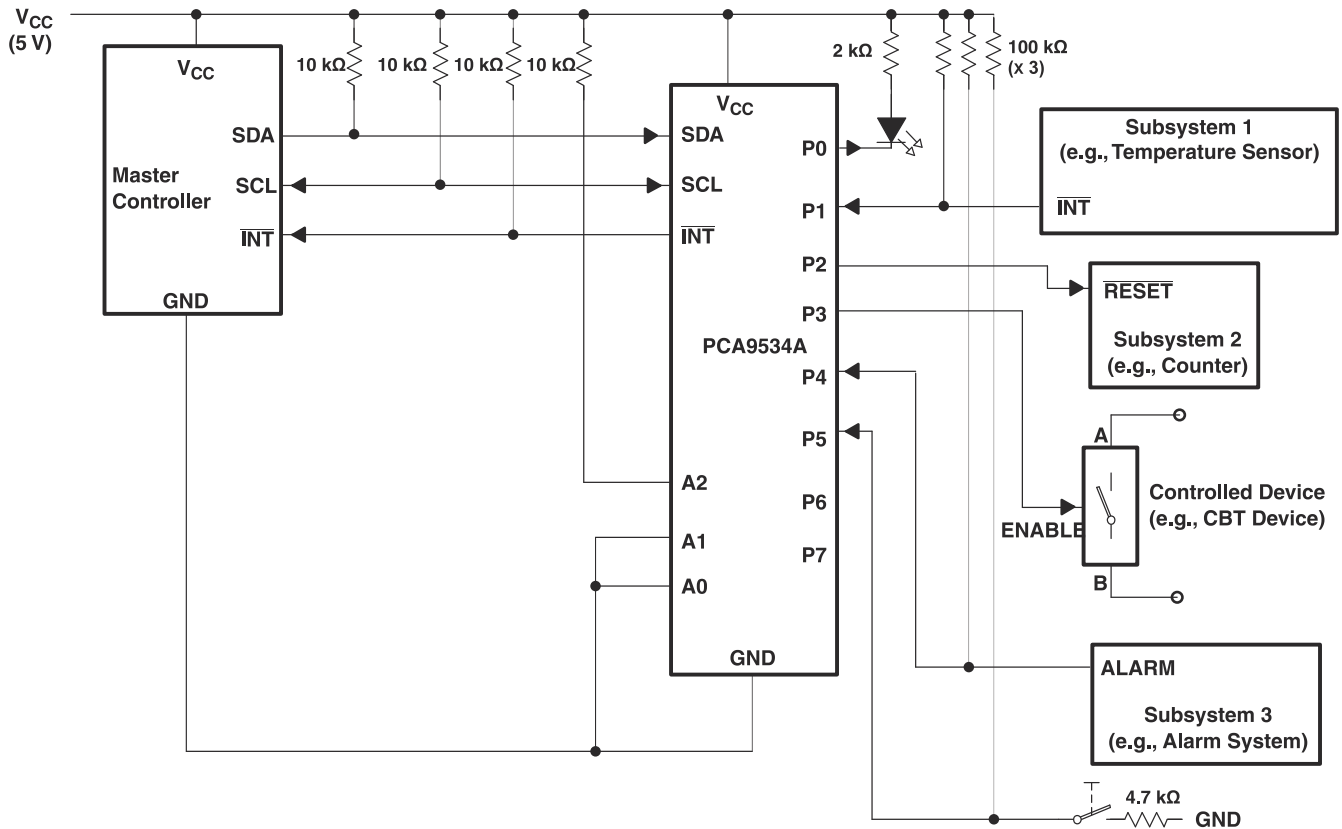 VCC
(5 V)
VCC
SDA
Master
Controller
SCL
INT
GND
10 kΩ
10 kΩ
10 kΩ
10 kΩ
VCC
SDA
SCL
INT
PCA9534A
A2
A1
A0
GND
P0
P1
P2
P3
P4
P5
P6
P7
2 kΩ
100 kΩ
(x 3)
Subsystem 1
(e.g., Temperature Sensor)
INT
RESET
Subsystem 2
(e.g., Counter)
A
ENABLE
B
Controlled Device
(e.g., CBT Device)
ALARM
Subsystem 3
(e.g., Alarm System)
4.7 kΩ
GND